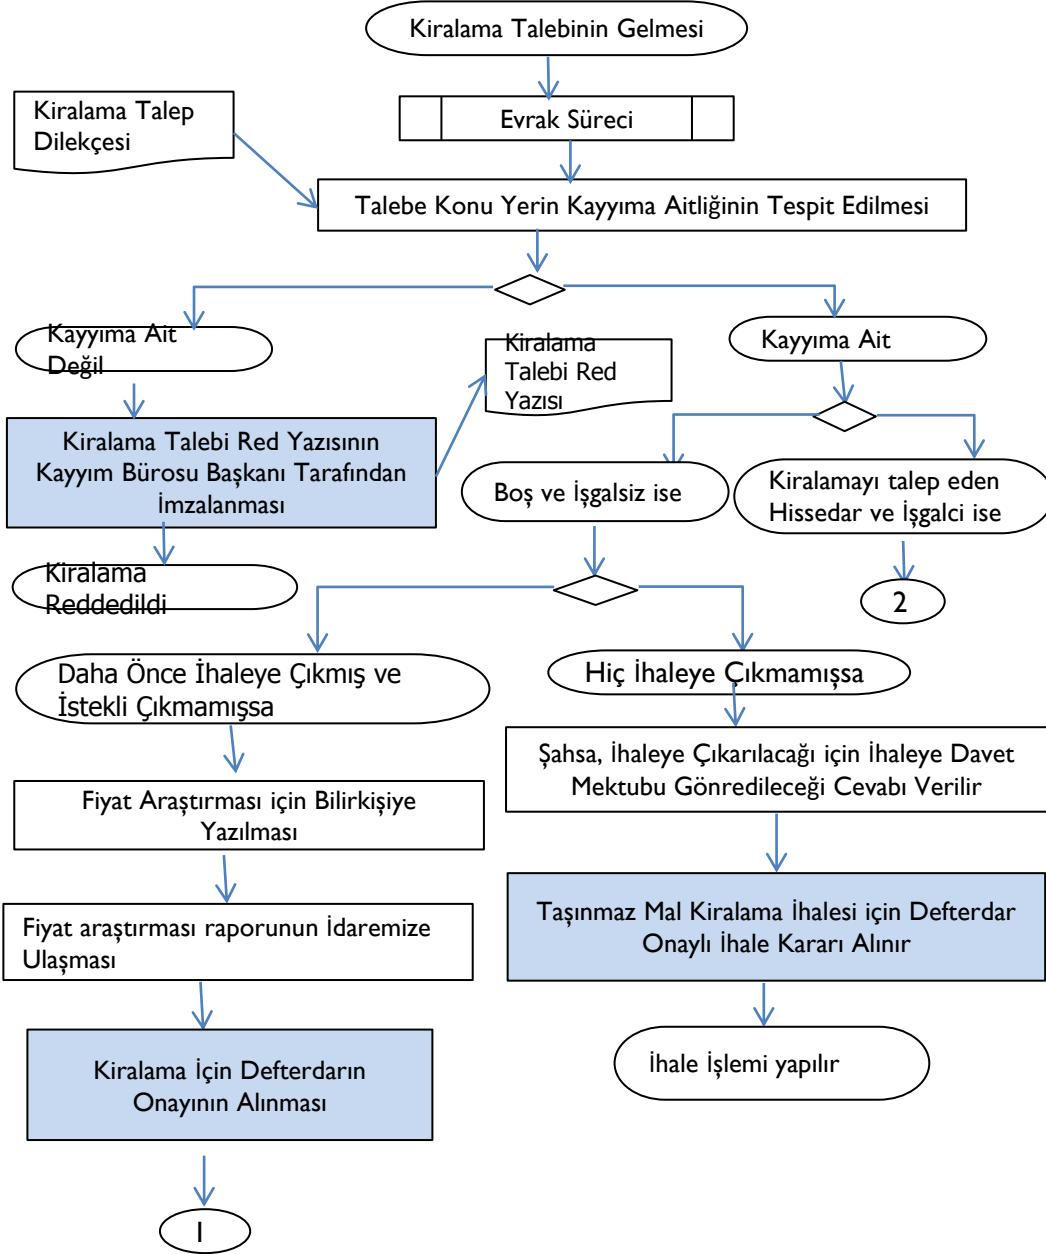 Kiralama Talebinin Gelmesi
Kiralama Talep
Dilekçesi
Evrak Süreci
Talebe Konu Yerin Kayyıma Aitliğinin Tespit Edilmesi
Kayyıma Ait
Değil
Kiralama
Talebi Red
Yazısı
Kayyıma Ait
Kiralama Talebi Red Yazısının
Kayyım Bürosu Başkanı Tarafından
İmzalanması
Boş ve İşgalsiz ise
Kiralamayı talep eden
Hissedar ve İşgalci ise
Kiralama
Reddedildi
2
Daha Önce İhaleye Çıkmış ve
İstekli Çıkmamışsa
Hiç İhaleye Çıkmamışsa
Fiyat Araştırması için Bilirkişiye
Yazılması
Şahsa, İhaleye Çıkarılacağı için İhaleye Davet
Mektubu Gönredileceği Cevabı Verilir
Fiyat araştırması raporunun İdaremize
Ulaşması
Taşınmaz Mal Kiralama İhalesi için Defterdar
Onaylı İhale Kararı Alınır
Kiralama İçin Defterdarın
Onayının Alınması
İhale İşlemi yapılır
1